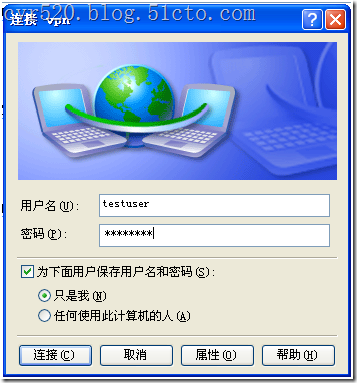 cyr520.blog.51cto.com
连接 vpn
用户名(U):
testuser
密码(P):
********
为下面用户保存用户名和密码(S):
只是我(N)
任何使用此计算机的人(A)
连接(C)
取消
属性(O)
帮助(H)